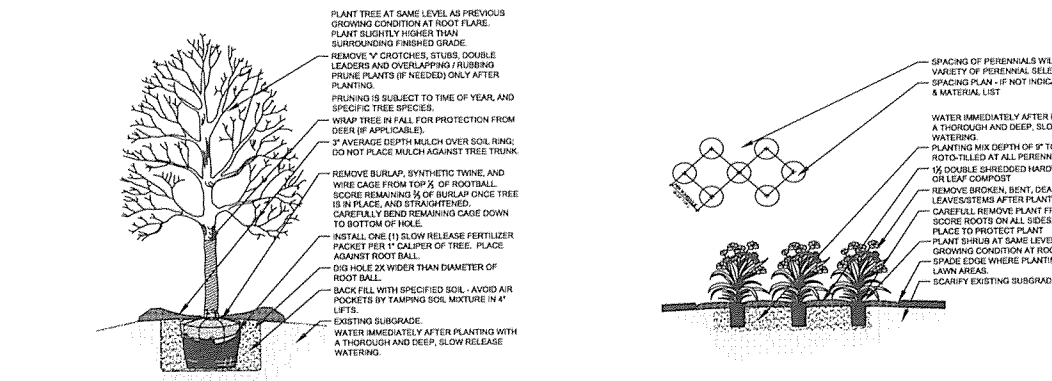 PLANT TREE AT SAME LEVEL AS PREVIOUS
GROWING CONDITION AT ROOT FLARE.
PLANT SLIGHTLY HIGHER THAN
SURROUNDING FINISHED GRADE.
REMOVE 'V' CROTCHES, STUBS, DOUBLE
LEADERS AND OVERLAPPING / RUBBING
PRUNE PLANTS (IF NEEDED) ONLY AFTER
PLANTING.
PRUNING IS SUBJECT TO TIME OF YEAR, AND
SPECIFIC TREE SPECIES.
WRAP TREE IN FALL FOR PROTECTION FROM
DEER (IF APPLICABLE).
3" AVERAGE DEPTH MULCH OVER SOIL RING;
DO NOT PLACE MULCH AGAINST TREE TRUNK.
REMOVE BURLAP, SYNTHETIC TWINE, AND
WIRE CAGE FROM TOP OF ROOTBALL.
SCORE REMAINING OF BURLAP ONCE TREE
IS IN PLACE, AND STRAIGHTENED.
CAREFULLY BEND REMAINING CAGE DOWN
TO BOTTOM OF HOLE.
INSTALL ONE (1) SLOW RELEASE FERTILIZER
PACKET PER 1" CALIPER OF TREE. PLACE
AGAINST ROOT BALL.
DIG HOLE 2X WIDER THAN DIAMETER OF
ROOT BALL.
BACK FILL WITH SPECIFIED SOIL - AVOID AIR
POCKETS BY TAMPING SOIL MIXTURE IN 4"
LIFTS.
EXISTING SUBGRADE.
WATER IMMEDIATELY AFTER PLANTING WITH
A THOROUGH AND DEEP, SLOW RELEASE
WATERING.
SPACING OF PERENNIALS WIL
VARIETY OF PERENNIAL SELE
SPACING PLAN - IF NOT INDIC
& MATERIAL LIST
WATER IMMEDIATELY AFTER
A THOROUGH AND DEEP, SLO
WATERING.
PLANTING MIX DEPTH OF 9" TO
ROTO-TILLED AT ALL PERENN
1½ DOUBLE SHREDDED HARD
OR LEAF COMPOST
REMOVE BROKEN, BENT, DEA
LEAVES/STEMS AFTER PLANT
CAREFULL REMOVE PLANT FR
SCORE ROOTS ON ALL SIDES
PLACE TO PROTECT PLANT
PLANT SHRUB AT SAME LEVEL
GROWING CONDITION AT ROO
SPADE EDGE WHERE PLANTIN
LAWN AREAS.
SCARIFY EXISTING SUBGRAD